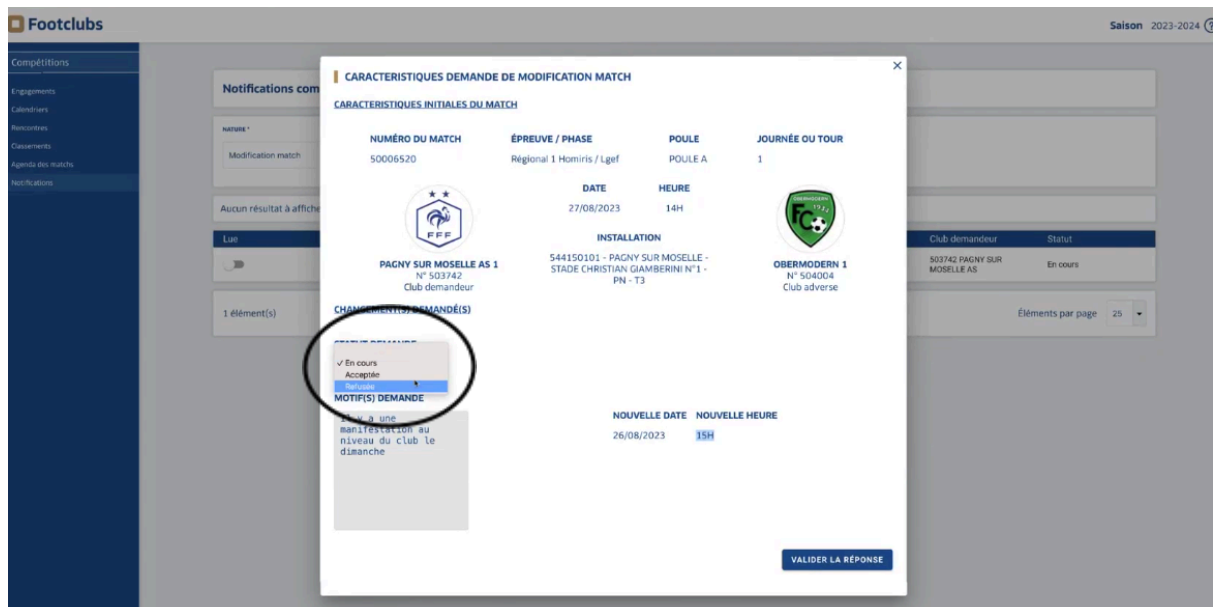 Footclubs
Saison 2023-2024 ?
Compétitions
Engagements
Calendriers
Rencontres
Classements
Agenda des matchs
Notifications
Notifications com
NATURE *
Modification match
Aucun résultat à affiche
Lue
Club demandeur Statut
503742 PAGNY SUR
MOSELLE AS
En cours
1 élément(s)
Éléments par page 25
CARACTERISTIQUES DEMANDE DE MODIFICATION MATCH
CARACTERISTIQUES INITIALES DU MATCH
NUMÉRO DU MATCH ÉPREUVE / PHASE POULE JOURNÉE OU TOUR
50006520 Régional 1 Homiris / Lgef POULE A 1
DATE HEURE
27/08/2023 14H
FFF
OBERMODERN
1932
FC
INSTALLATION
544150101 - PAGNY SUR MOSELLE -
STADE CHRISTIAN GIAMBERINI N°1 -
PN - T3
PAGNY SUR MOSELLE AS 1
N° 503742
Club demandeur
OBERMODERN 1
N° 504004
Club adverse
CHANGEMENT(S) DEMANDÉ(S)
STATUT DEMANDE
✓ En cours
Acceptée
Refusée
MOTIF(S) DEMANDE
Il y a une
manifestation au
niveau du club le
dimanche
NOUVELLE DATE NOUVELLE HEURE
26/08/2023 15H
VALIDER LA RÉPONSE